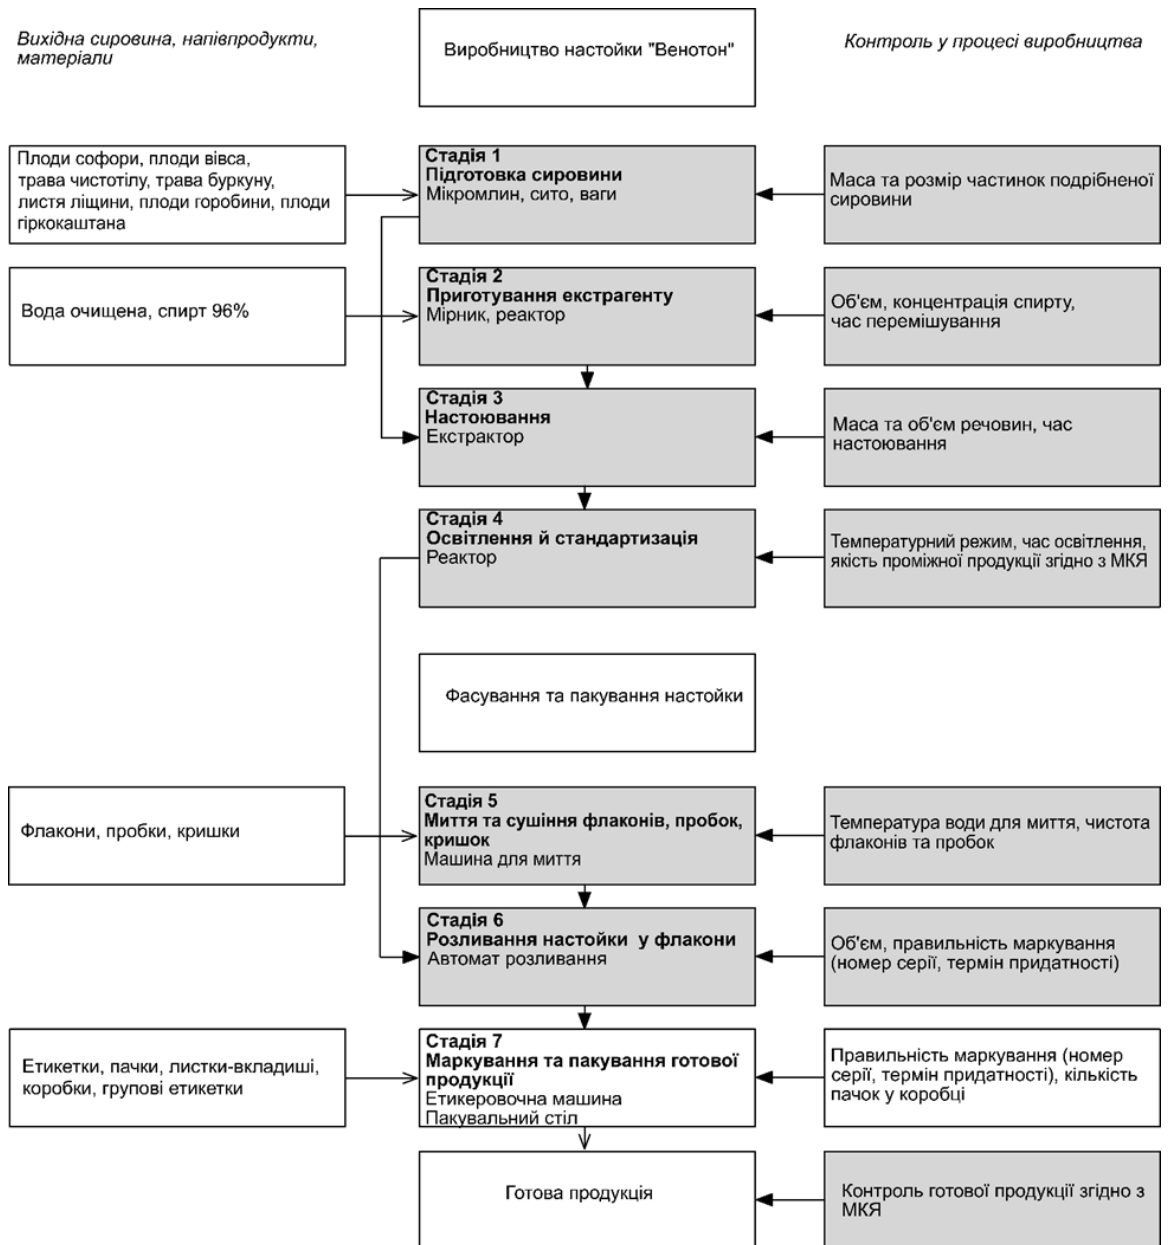 Вихідна сировина, напівпродукти,
матеріали
Виробництво настойки "Венотон"
Контроль у процесі виробництва
Плоди софори, плоди вівса,
трава чистотілу, трава буркуну,
листя ліщини, плоди горобини, плоди
гіркокаштана
Стадія 1
Підготовка сировини
Мікромлин, сито, ваги
Маса та розмір частинок подрібненої
сировини
Вода очищена, спирт 96%
Стадія 2
Приготування екстрагенту
Мірник, реактор
Об'єм, концентрація спирту,
час перемішування
Стадія 3
Настоювання
Екстрактор
Маса та об'єм речовин, час
настоювання
Стадія 4
Освітлення й стандартизація
Реактор
Температурний режим, час освітлення,
якість проміжної продукції згідно з МКЯ
Фасування та пакування настойки
Флакони, пробки, кришки
Стадія 5
Миття та сушіння флаконів, пробок,
кришок
Машина для миття
Температура води для миття, чистота
флаконів та пробок
Стадія 6
Розливання настойки у флакони
Автомат розливання
Об'єм, правильність маркування
(номер серії, термін придатності)
Етикетки, пачки, листки-вкладиші,
коробки, групові етикетки
Стадія 7
Маркування та пакування готової
продукції
Етикеровочна машина
Пакувальний стіл
Правильність маркування (номер
серії, термін придатності), кількість
пачок у коробці
Готова продукція
Контроль готової продукції згідно з
МКЯ